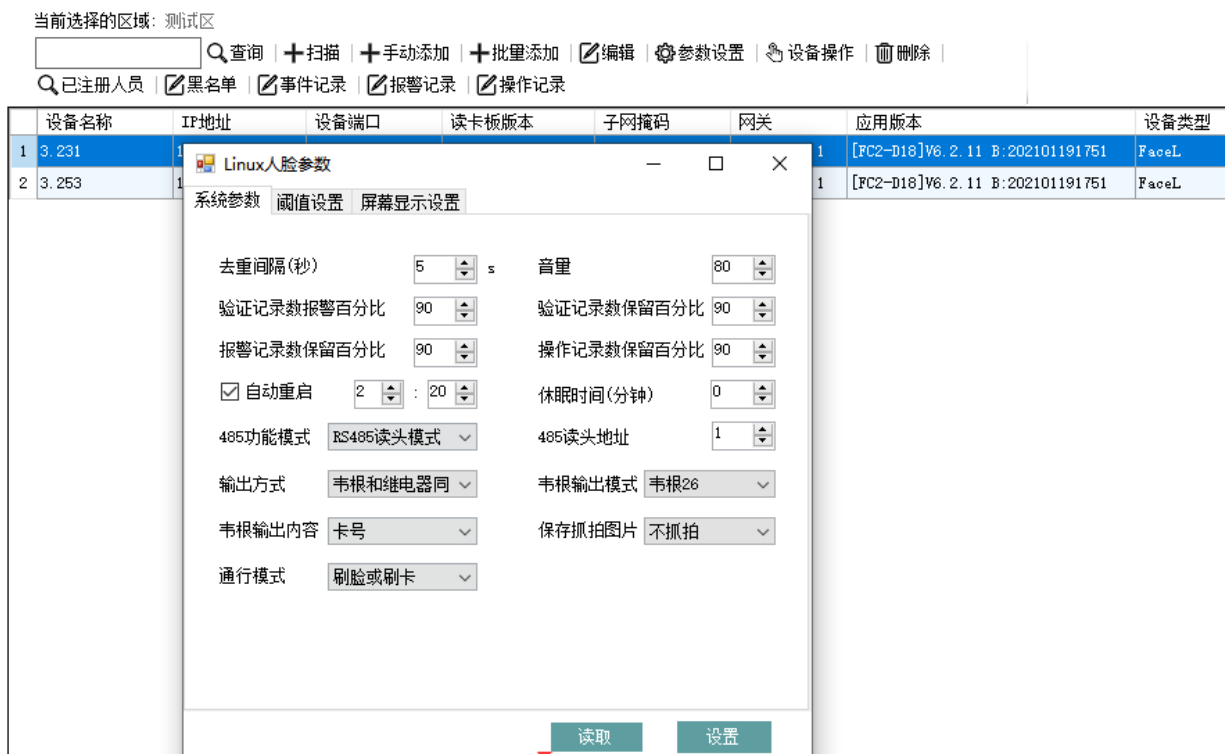 当前选择的区域: 测试区
查询 扫描 手动添加 批量添加 编辑 参数设置 设备操作 删除
已注册人员 黑名单 事件记录 报警记录 操作记录
设备名称 IP地址 设备端口 读卡板版本 子网掩码 网关 应用版本 设备类型
1 3.231 1 1 [FC2-D18]V6.2.11 B:202101191751 FaceL
2 3.253 1 1 [FC2-D18]V6.2.11 B:202101191751 FaceL
Linux人脸参数
系统参数 阈值设置 屏幕显示设置
去重间隔(秒) 5 s 音量 80
验证记录数报警百分比 90 验证记录数保留百分比 90
报警记录数保留百分比 90 操作记录数保留百分比 90
自动重启 2 : 20 休眠时间(分钟) 0
485功能模式 RS485读头模式 485读头地址 1
输出方式 韦根和继电器同 韦根输出模式 韦根26
韦根输出内容 卡号 保存抓拍图片 不抓拍
通行模式 刷脸或刷卡
读取 设置